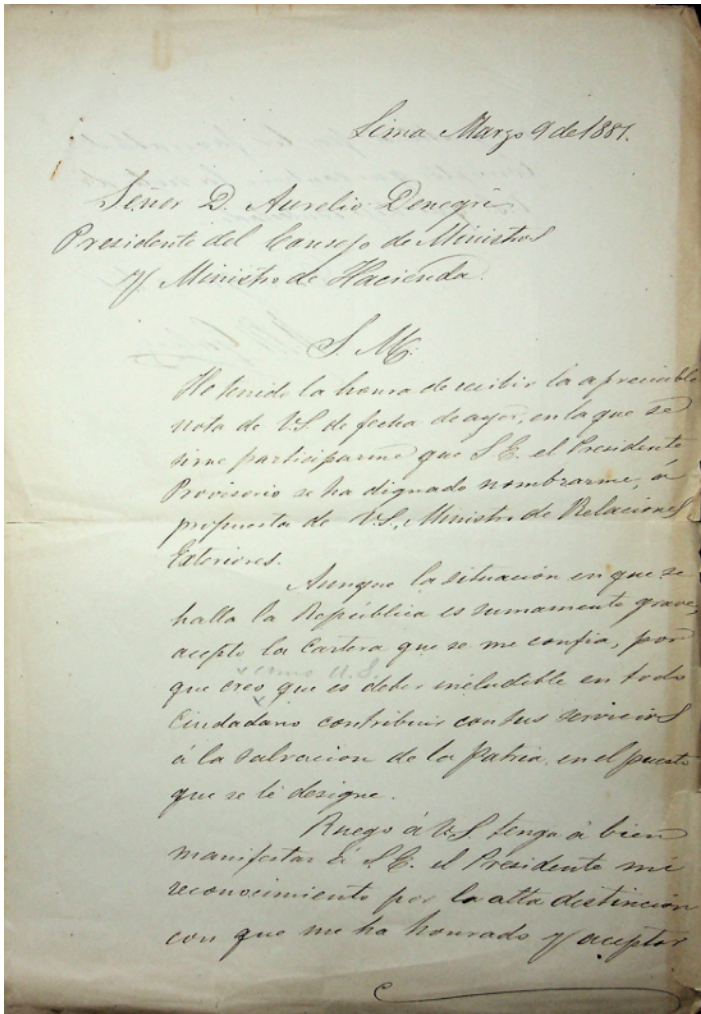 Lima Marzo 9 de 1881.
Señor D. Aurelio Denegri
Presidente del Consejo de Ministros
y Ministro de Hacienda.
S. M.
He tenido la honra de recibir la apreciable
nota de V.S. de fecha de ayer, en la que se
sirve participarme que S.E. el Presidente
Provisorio se ha dignado nombrarme, á
propuesta de V.S., Ministro de Relaciones
Exteriores.
Aunque la situación en que se
halla la República es sumamente grave,
acepto la Cartera que se me confia, por
como U.S.
que creo que es deber ineludible en todo
Ciudadano contribuir con sus servicios
á la salvacion de la Patria, en el puesto
que se le designe.
Ruego á V.S. tenga á bien
manifestar á S.E. el Presidente mi
reconocimiento por la alta distinción
con que me ha honrado y aceptar